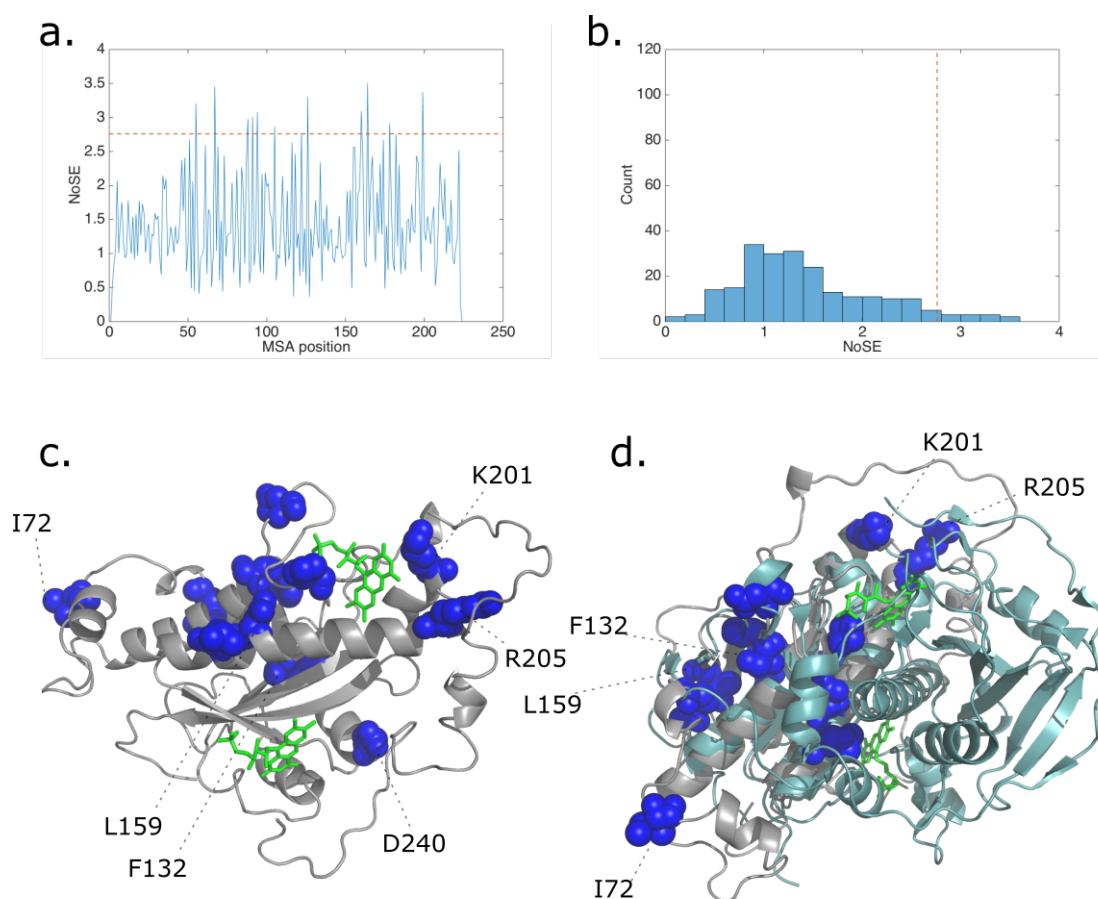 a.
4
3.5
3
2.5
2
1.5
1
0.5
0
NoSE
0 50 100 150 200 250
MSA position
b.
120
100
80
60
40
20
0
Count
0 1 2 3 4
NoSE
c.
I72
K201
R205
L159
F132
D240
d.
K201
R205
F132
L159
I72